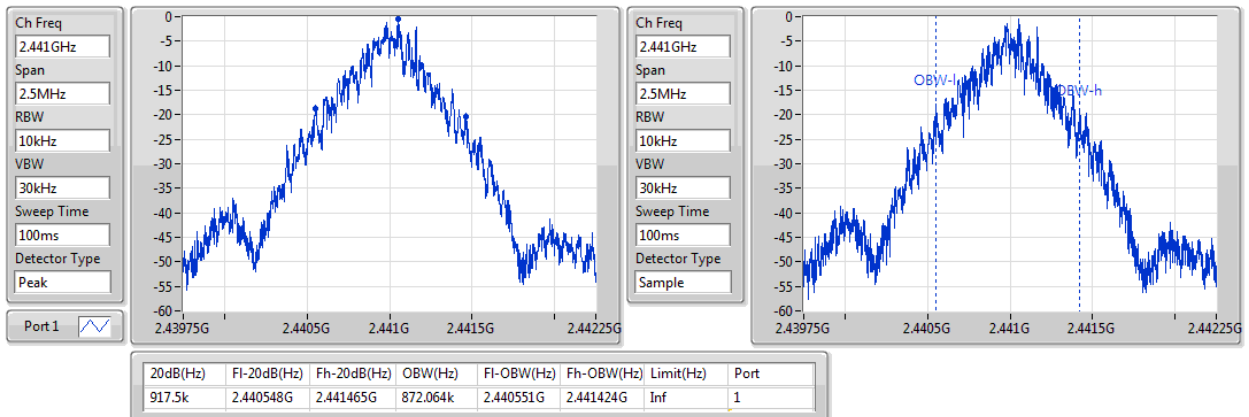 Ch Freq
2.441GHz
Span
2.5MHz
RBW
10kHz
VBW
30kHz
Sweep Time
100ms
Detector Type
Peak
Port 1
0
-5
-10
-15
-20
-25
-30
-35
-40
-45
-50
-55
-60
2.43975G 2.4405G 2.441G 2.4415G 2.44225G
Ch Freq
2.441GHz
Span
2.5MHz
RBW
10kHz
VBW
30kHz
Sweep Time
100ms
Detector Type
Sample
0
-5
-10
-15
-20
-25
-30
-35
-40
-45
-50
-55
-60
OBW-l
OBW-h
2.43975G 2.4405G 2.441G 2.4415G 2.44225G
20dB(Hz) Fl-20dB(Hz) Fh-20dB(Hz) OBW(Hz) Fl-OBW(Hz) Fh-OBW(Hz) Limit(Hz) Port
917.5k 2.440548G 2.441465G 872.064k 2.440551G 2.441424G Inf 1